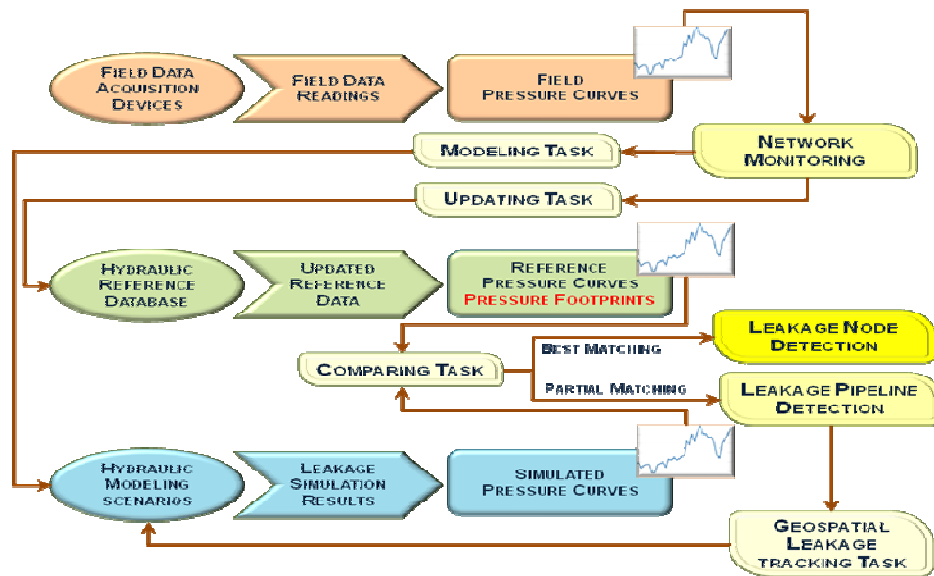 FIELD DATA
ACQUISITION
DEVICES
FIELD DATA
READINGS
FIELD
PRESSURE CURVES
NETWORK
MONITORING
MODELING TASK
UPDATING TASK
HYDRAULIC
REFERENCE
DATABASE
UPDATED
REFERENCE
DATA
REFERENCE
PRESSURE CURVES
PRESSURE FOOTPRINTS
LEAKAGE NODE
DETECTION
BEST MATCHING
COMPARING TASK
PARTIAL MATCHING
LEAKAGE PIPELINE
DETECTION
HYDRAULIC
MODELING
SCENARIOS
LEAKAGE
SIMULATION
RESULTS
SIMULATED
PRESSURE CURVES
GEOSPATIAL
LEAKAGE
TRACKING TASK